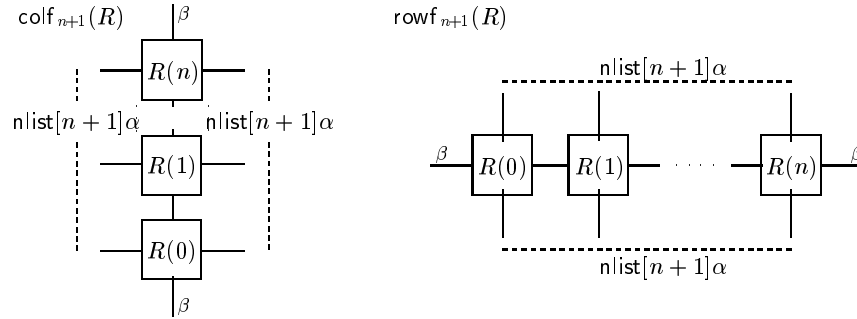 colf n+1(R)
β
R(n)
nlist[n + 1]α nlist[n + 1]α
R(1)
R(0)
β
rowf n+1(R)
nlist[n + 1]α
β R(0) R(1) · · · · R(n) β
nlist[n + 1]α